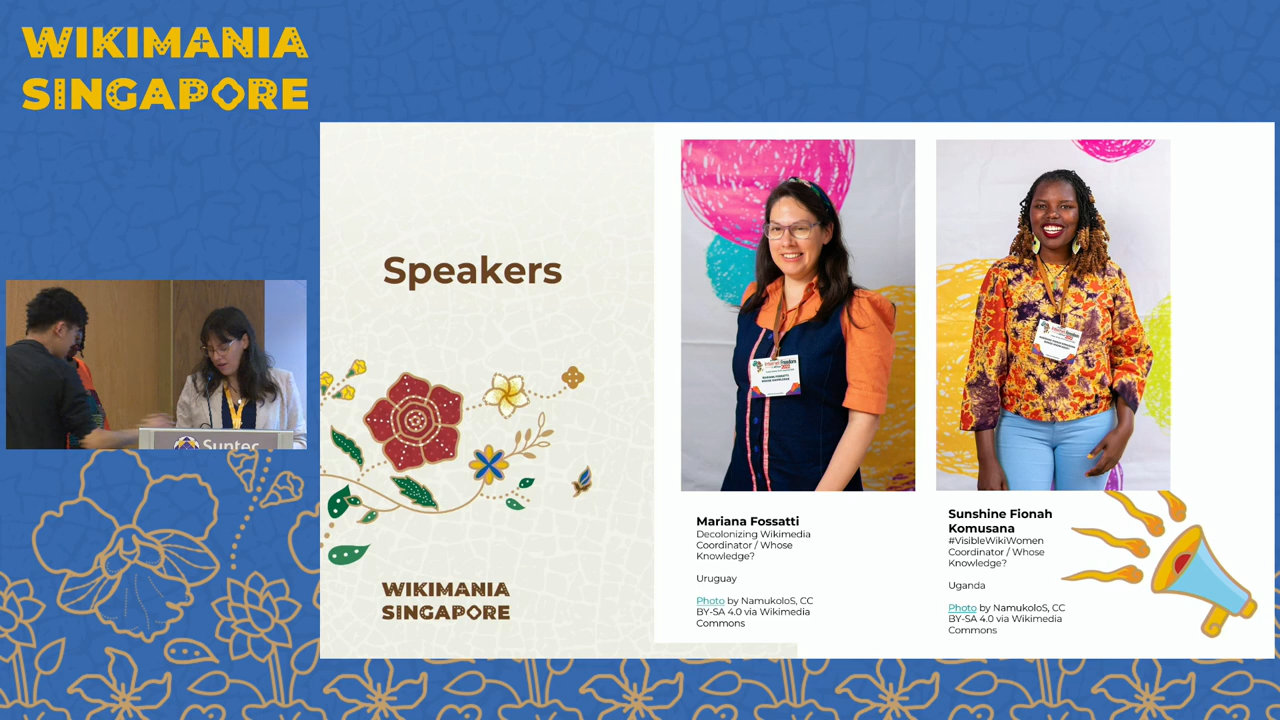 WIKIMANIA
SINGAPORE
Speakers
WIKIMANIA
SINGAPORE
Mariana Fossatti
Decolonizing Wikimedia
Coordinator / Whose
Knowledge?
Uruguay
Photo by NamukoloS, CC
BY-SA 4.0 via Wikimedia
Commons
Sunshine Fionah
Komusana
#VisibleWikiWomen
Coordinator / Whose
Knowledge?
Uganda
Photo by NamukoloS, CC
BY-SA 4.0 via Wikimedia
Commons
Suntec